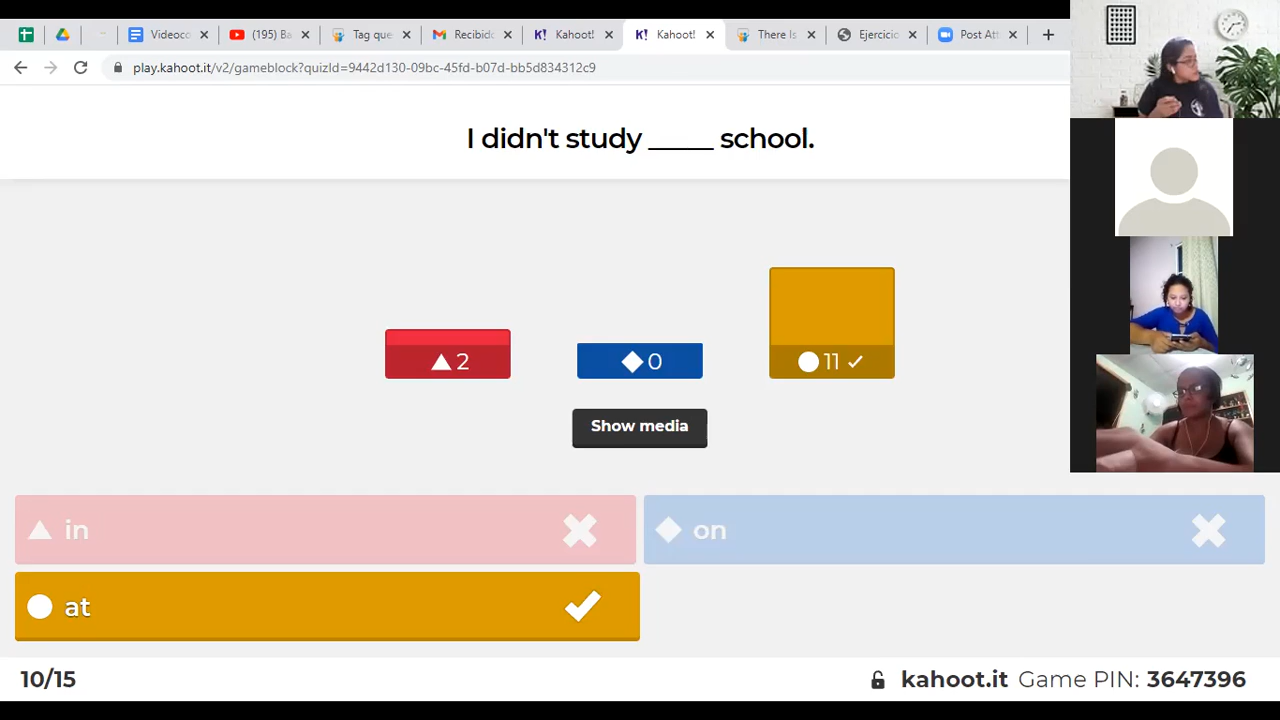 Videoco
(195) Ba
Tag que
Recibido
Kahoot!
Kahoot!
There Is
Ejercicio
Post Att
play.kahoot.it/v2/gameblock?quizId=9442d130-09bc-45fd-b07d-bb5d834312c9
I didn't study _____ school.
2
0
11
Show media
in
on
at
10/15
kahoot.it Game PIN: 3647396